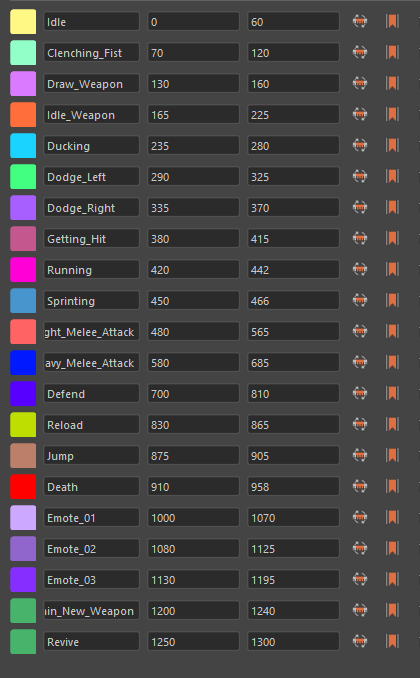 Idle 0 60
Clenching_Fist 70 120
Draw_Weapon 130 160
Idle_Weapon 165 225
Ducking 235 280
Dodge_Left 290 325
Dodge_Right 335 370
Getting_Hit 380 415
Running 420 442
Sprinting 450 466
ght_Melee_Attack 480 565
avy_Melee_Attack 580 685
Defend 700 810
Reload 830 865
Jump 875 905
Death 910 958
Emote_01 1000 1070
Emote_02 1080 1125
Emote_03 1130 1195
in_New_Weapon 1200 1240
Revive 1250 1300